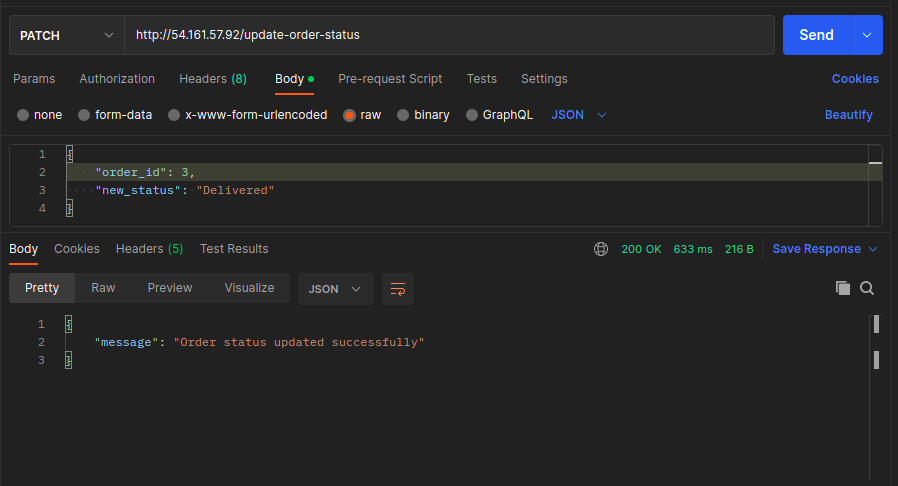 PATCH http://54.161.57.92/update-order-status Send
Params Authorization Headers (8) Body Pre-request Script Tests Settings Cookies
none form-data x-www-form-urlencoded raw binary GraphQL JSON Beautify
1 {
2 "order_id": 3,
3 "new_status": "Delivered"
4 }
Body Cookies Headers (5) Test Results 200 OK 633 ms 216 B Save Response
Pretty Raw Preview Visualize JSON
1 {
2 "message": "Order status updated successfully"
3 }